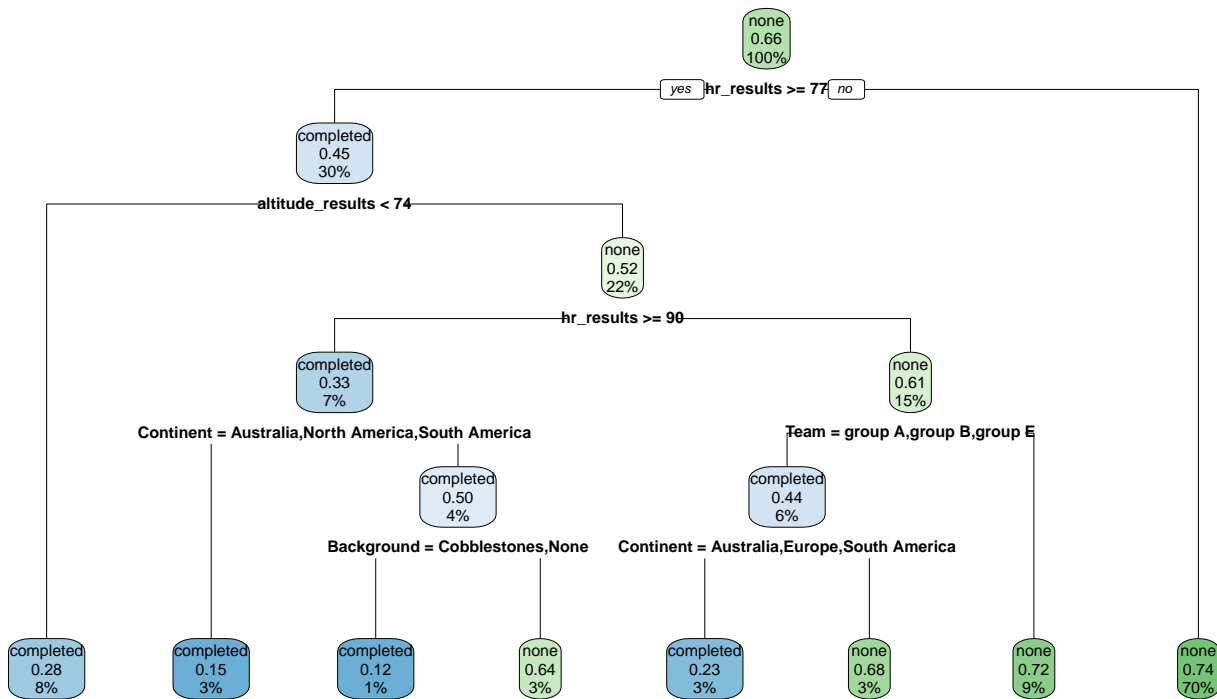 none
0.66
100%
yes hr_results >= 77 no
completed
0.45
30%
altitude_results < 74
none
0.52
22%
hr_results >= 90
completed
0.33
7%
none
0.61
15%
Continent = Australia,North America,South America
Team = group A,group B,group E
completed
0.50
4%
completed
0.44
6%
Background = Cobblestones,None
Continent = Australia,Europe,South America
completed
0.28
8%
completed
0.15
3%
completed
0.12
1%
none
0.64
3%
completed
0.23
3%
none
0.68
3%
none
0.72
9%
none
0.74
70%